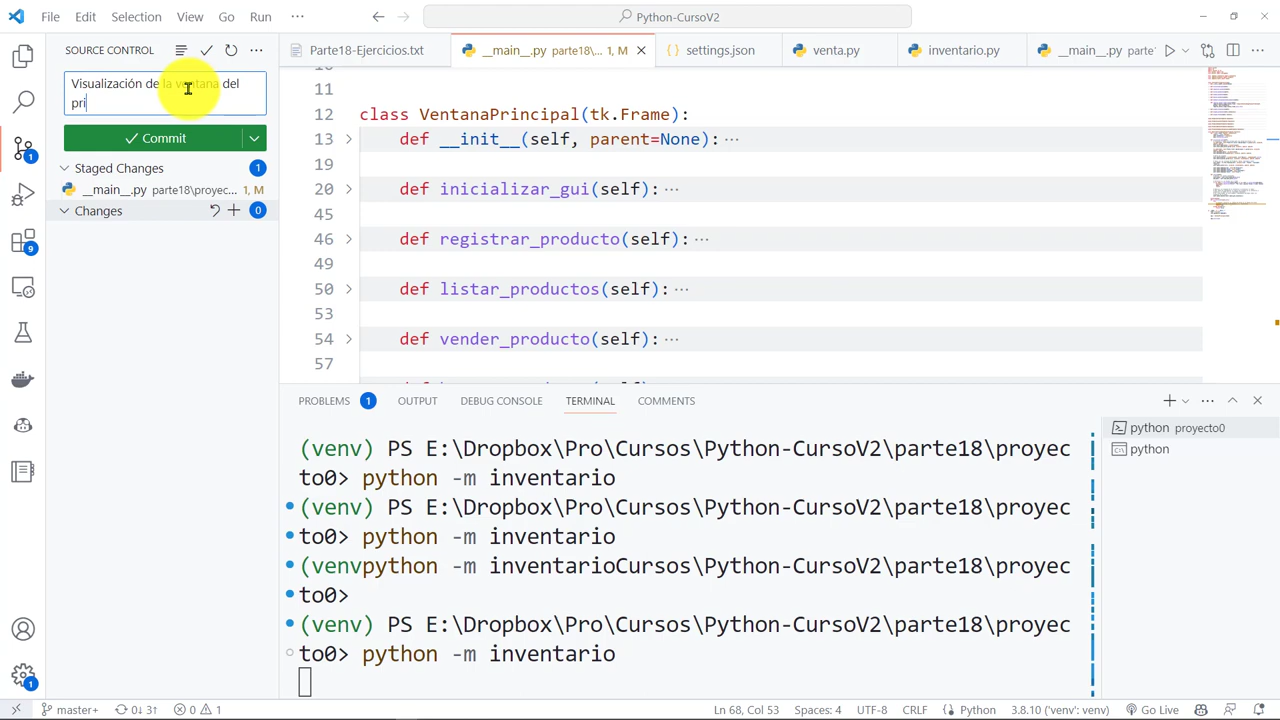 File Edit Selection View Go Run ···
Python-CursoV2
SOURCE CONTROL
Parte18-Ejercicios.txt
__main__.py parte18\... 1, M
settings.json
venta.py
inventario.py
__main__.py parte
Visualización de la ventana del
pri
Commit
Staged Changes 1
__main__.py parte18\proye... 1, M
Changes 0
11
12
13 def __init__(self, parent=None): ···
19
20 def inicializar_gui(self): ···
45
46 def registrar_producto(self): ···
49
50 def listar_productos(self): ···
53
54 def vender_producto(self): ···
57
PROBLEMS 1 OUTPUT DEBUG CONSOLE TERMINAL COMMENTS
(venv) PS E:\Dropbox\Pro\Cursos\Python-CursoV2\parte18\proyec
to0> python -m inventario
(venv) PS E:\Dropbox\Pro\Cursos\Python-CursoV2\parte18\proyec
to0> python -m inventario
(venvpython -m inventarioCursos\Python-CursoV2\parte18\proyec
to0>
(venv) PS E:\Dropbox\Pro\Cursos\Python-CursoV2\parte18\proyec
to0> python -m inventario
python proyecto0
python
9
1
1
master+ 0↓ 3↑ 0 1
Ln 68, Col 53 Spaces: 4 UTF-8 CRLF Python 3.8.10 ('venv': venv) Go Live